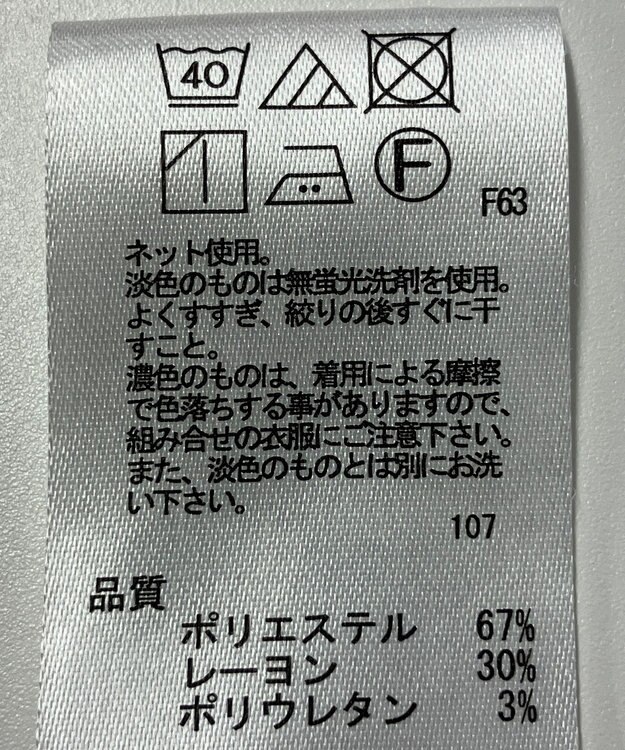 40
F
F63
ネット使用。
淡色のものは無蛍光洗剤を使用。
よくすすぎ、絞りの後すぐに干
すこと。
濃色のものは、着用による摩擦
で色落ちする事がありますので、
組み合せの衣服にご注意下さい。
また、淡色のものとは別にお洗
い下さい。
107
品質
ポリエステル 67%
レーヨン 30%
ポリウレタン 3%